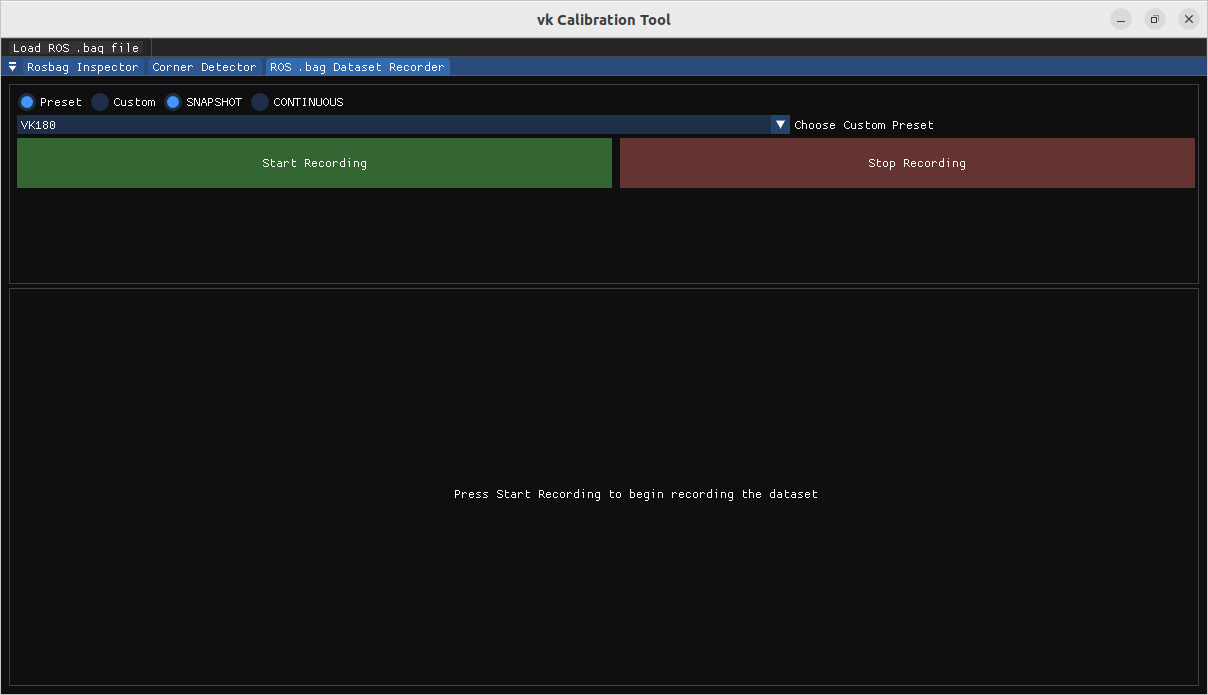 vk Calibration Tool
Load ROS .bag file
Rosbag Inspector Corner Detector ROS .bag Dataset Recorder
Preset Custom SNAPSHOT CONTINUOUS
VK180 Choose Custom Preset
Start Recording Stop Recording
Press Start Recording to begin recording the dataset